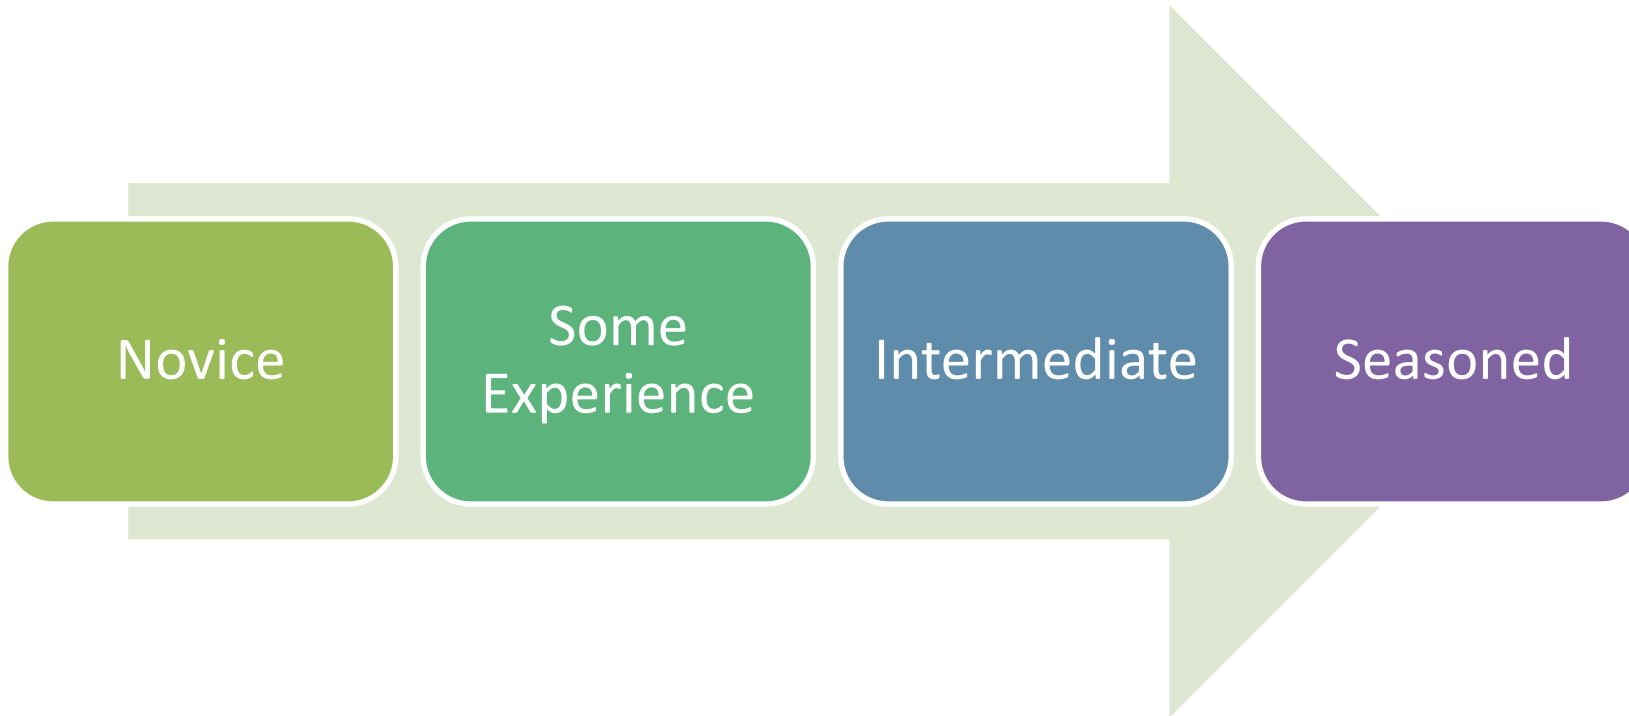 Novice
Some
Experience
Intermediate
Seasoned